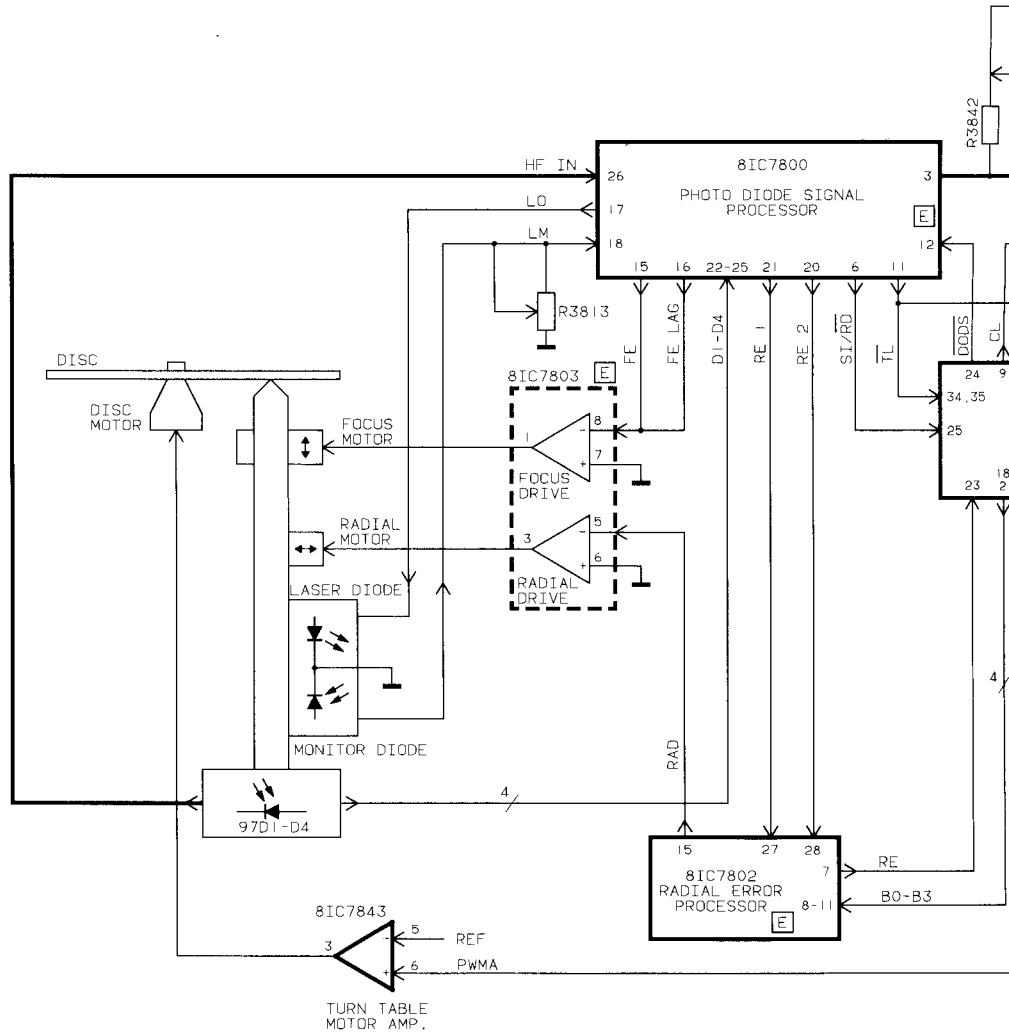 R3842
8IC7800
PHOTO DIODE SIGNAL
PROCESSOR
E
HF IN
26
3
LO
17
LM
18
12
15
16
22-25
21
20
6
11
R3813
FE
FE LAG
D1-D4
RE 1
RE 2
SI/R̅D̅
T̅L̅
D̅O̅D̅S̅
CL
24
9
34,35
25
23
18
2
DISC
DISC
MOTOR
FOCUS
MOTOR
8IC7803
E
8
1
7
FOCUS
DRIVE
RADIAL
MOTOR
5
3
6
RADIAL
DRIVE
LASER DIODE
MONITOR DIODE
4
4
97D1-D4
RAD
15
27
28
7
RE
8IC7802
RADIAL ERROR
PROCESSOR
8-11
B0-B3
E
8IC7843
3
5
REF
6
PWMA
TURN TABLE
MOTOR AMP.